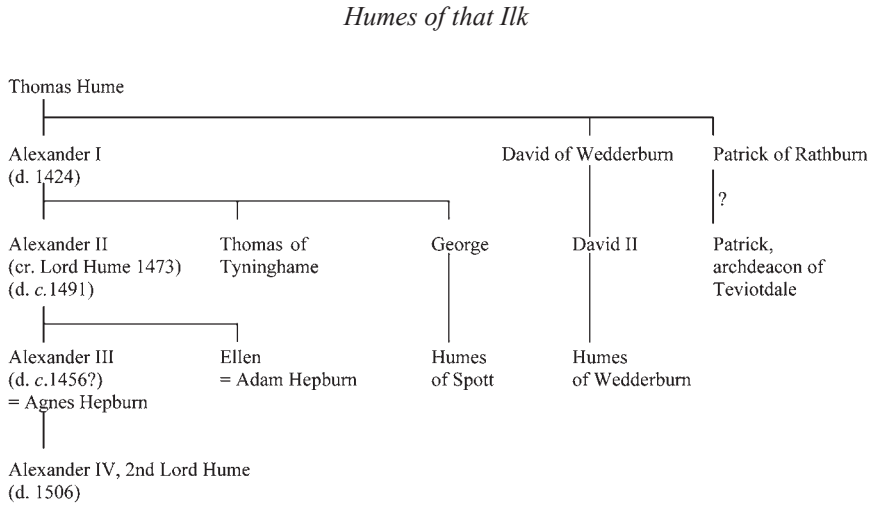 Humes of that Ilk
Thomas Hume
Alexander I
(d. 1424)
David of Wedderburn
Patrick of Rathburn
?
Alexander II
(cr. Lord Hume 1473)
(d. c.1491)
Thomas of
Tyninghame
George
David II
Patrick,
archdeacon of
Teviotdale
Alexander III
(d. c.1456?)
= Agnes Hepburn
Ellen
= Adam Hepburn
Humes
of Spott
Humes
of Wedderburn
Alexander IV, 2nd Lord Hume
(d. 1506)